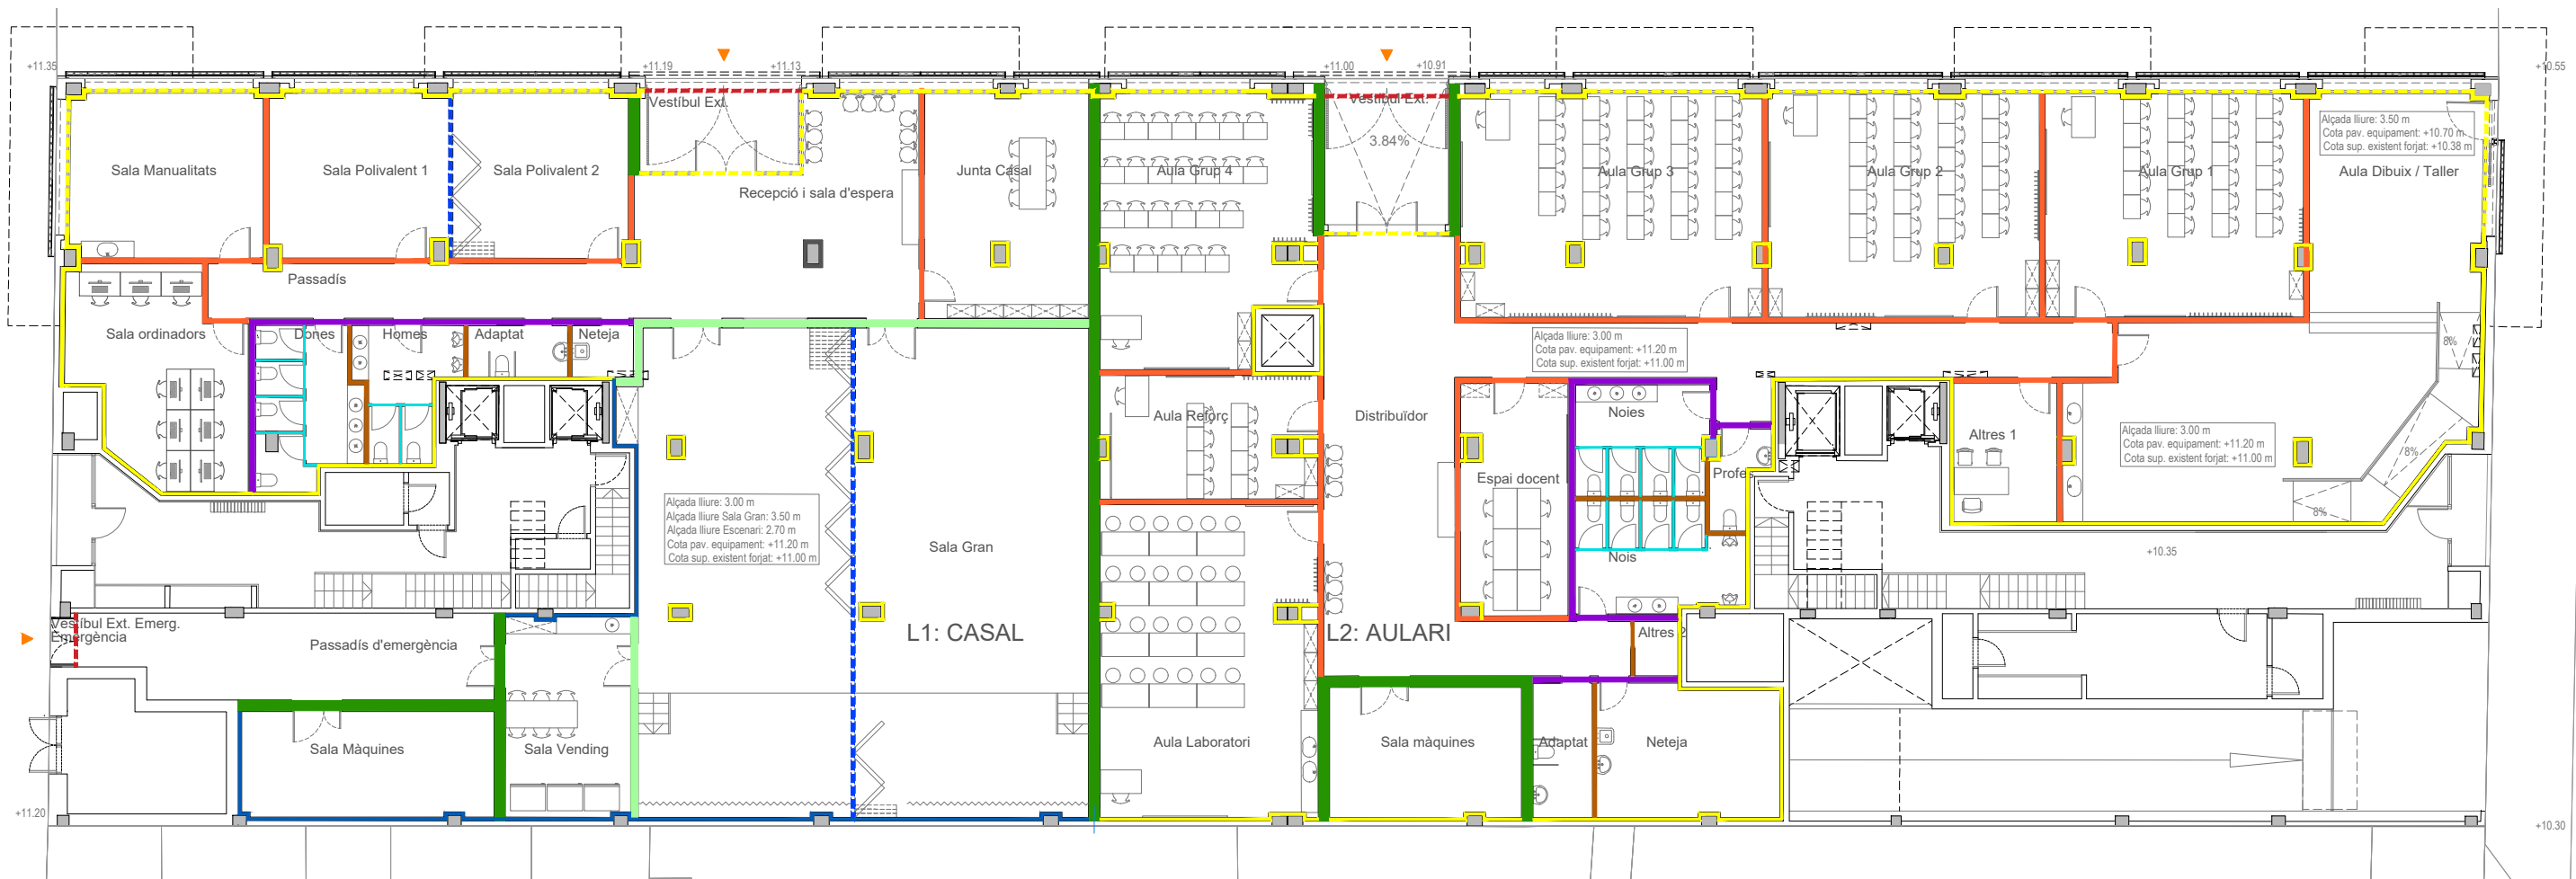 +11.35
+11.19
+11.13
+11.00
+10.91
+10.55
Vestíbul Ext.
Vestíbul Ext.
3.84%
Alçada lliure: 3.50 m
Cota pav. equipament: +10.70 m
Cota sup. existent forjat: +10.38 m
Sala Manualitats
Sala Polivalent 1
Sala Polivalent 2
Recepció i sala d'espera
Junta Casal
Aula Grup 4
Aula Grup 3
Aula Grup 2
Aula Grup 1
Aula Dibuix / Taller
Passadís
Sala ordinadors
Dones
Homes
Adaptat
Neteja
Alçada lliure: 3.00 m
Cota pav. equipament: +11.20 m
Cota sup. existent forjat: +11.00 m
8%
Aula Reforç
Distribuïdor
Noies
Altres 1
Alçada lliure: 3.00 m
Cota pav. equipament: +11.20 m
Cota sup. existent forjat: +11.00 m
8%
Espai docent
Profes
8%
Alçada lliure: 3.00 m
Alçada lliure Sala Gran: 3.50 m
Alçada lliure Escenari: 2.70 m
Cota pav. equipament: +11.20 m
Cota sup. existent forjat: +11.00 m
Sala Gran
Nois
+10.35
Vestíbul Ext. Emerg.
Emergència
Passadís d'emergència
L1: CASAL
L2: AULARI
Altres 2
Sala Màquines
Sala Vending
Aula Laboratori
Sala màquines
Adaptat
Neteja
+11.20
+10.30